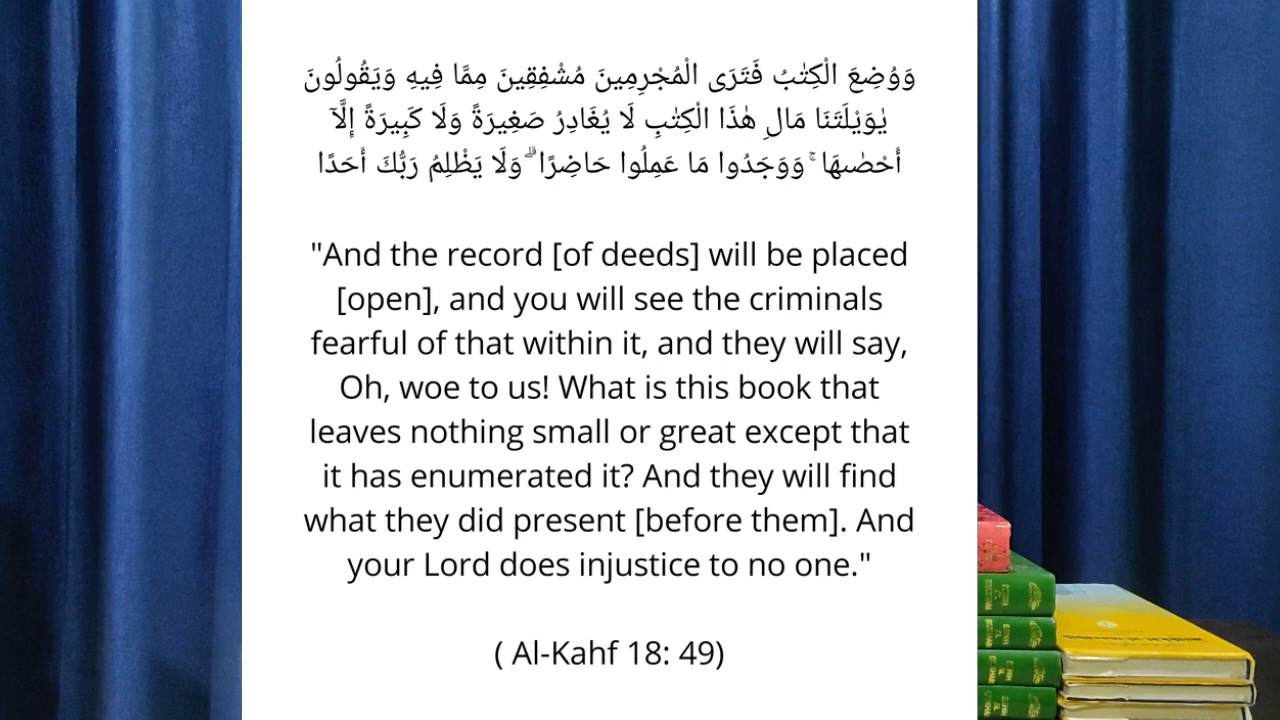 وَوُضِعَ الْكِتٰبُ فَتَرَى الْمُجْرِمِينَ مُشْفِقِينَ مِمَّا فِيهِ وَيَقُولُونَ
يٰوَيْلَتَنَا مَالِ هٰذَا الْكِتٰبِ لَا يُغَادِرُ صَغِيرَةً وَلَا كَبِيرَةً إِلَّآ
أَحْصٰىهَا ۚ وَوَجَدُوا مَا عَمِلُوا حَاضِرًا ۗ وَلَا يَظْلِمُ رَبُّكَ أَحَدًا
"And the record [of deeds] will be placed
[open], and you will see the criminals
fearful of that within it, and they will say,
Oh, woe to us! What is this book that
leaves nothing small or great except that
it has enumerated it? And they will find
what they did present [before them]. And
your Lord does injustice to no one."
( Al-Kahf 18: 49)